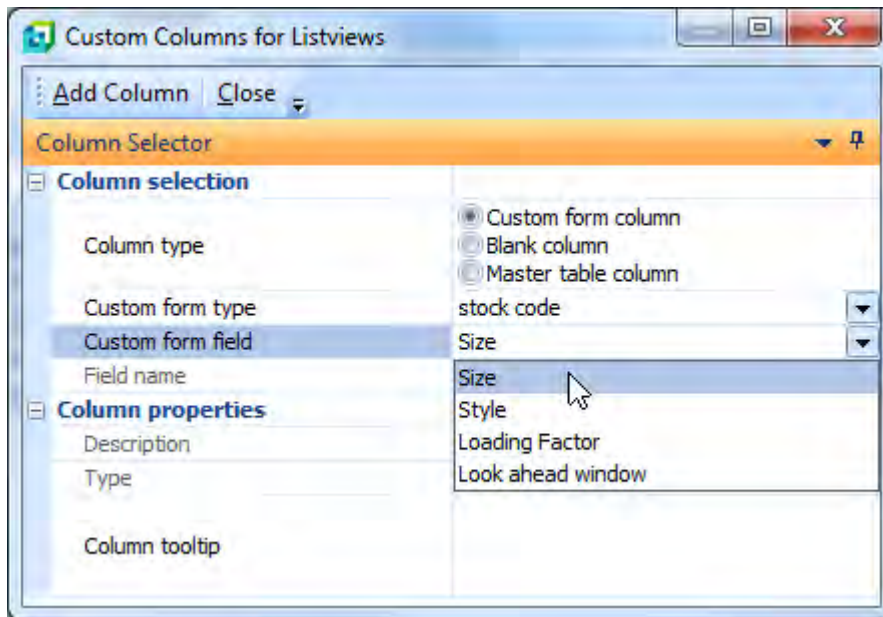 Custom Columns for Listviews
Add Column Close
Column Selector
Column selection
Column type
Custom form column
Blank column
Master table column
Custom form type stock code
Custom form field Size
Field name Size
Style
Column properties
Description Loading Factor
Type Look ahead window
Column tooltip